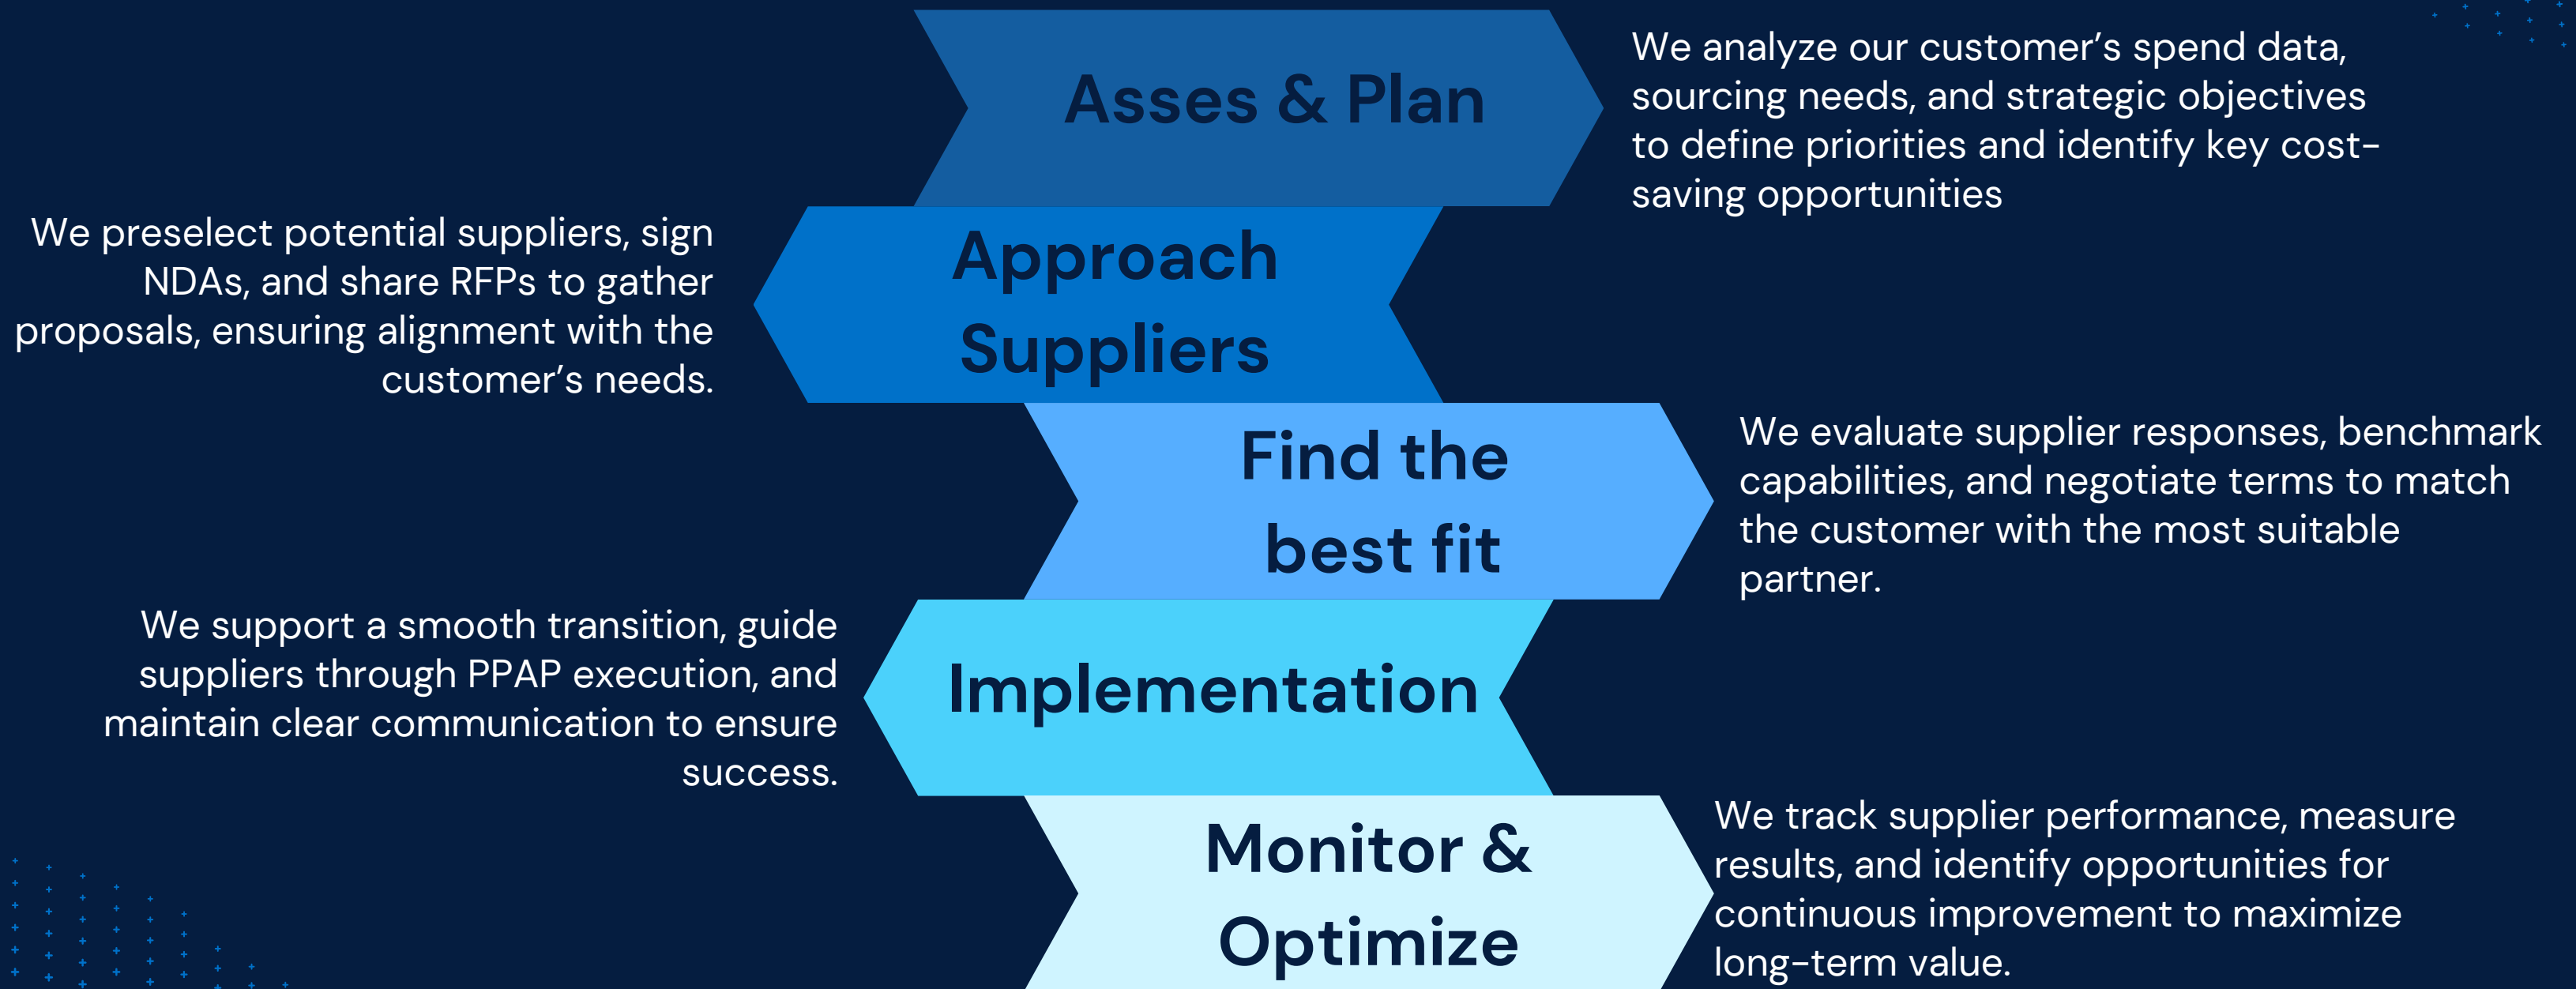 Asses & Plan
We analyze our customer’s spend data,
sourcing needs, and strategic objectives
to define priorities and identify key cost-
saving opportunities
Approach
Suppliers
We preselect potential suppliers, sign
NDAs, and share RFPs to gather
proposals, ensuring alignment with the
customer’s needs.
Find the
best fit
We evaluate supplier responses, benchmark
capabilities, and negotiate terms to match
the customer with the most suitable
partner.
Implementation
We support a smooth transition, guide
suppliers through PPAP execution, and
maintain clear communication to ensure
success.
Monitor &
Optimize
We track supplier performance, measure
results, and identify opportunities for
continuous improvement to maximize
long-term value.